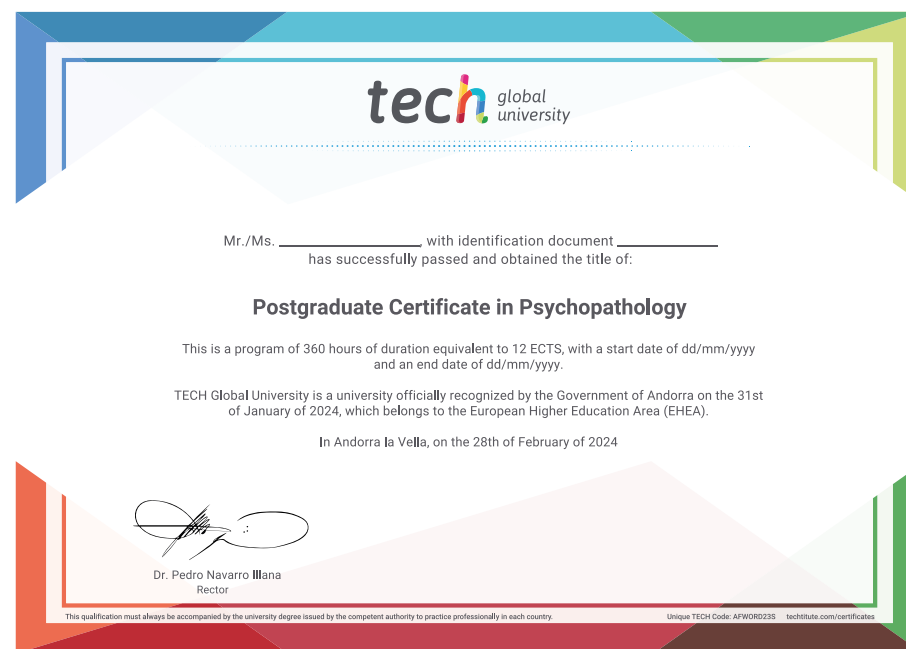 tech global
university
Mr./Ms. ____________, with identification document ____________
has successfully passed and obtained the title of:
Postgraduate Certificate in Psychopathology
This is a program of 360 hours of duration equivalent to 12 ECTS, with a start date of dd/mm/yyyy
and an end date of dd/mm/yyyy.
TECH Global University is a university officially recognized by the Government of Andorra on the 31st
of January of 2024, which belongs to the European Higher Education Area (EHEA).
In Andorra la Vella, on the 28th of February of 2024
Dr. Pedro Navarro Illana
Rector
This qualification must always be accompanied by the university degree issued by the competent authority to practice professionally in each country.
Unique TECH Code: AFWORD23S techtitute.com/certificates